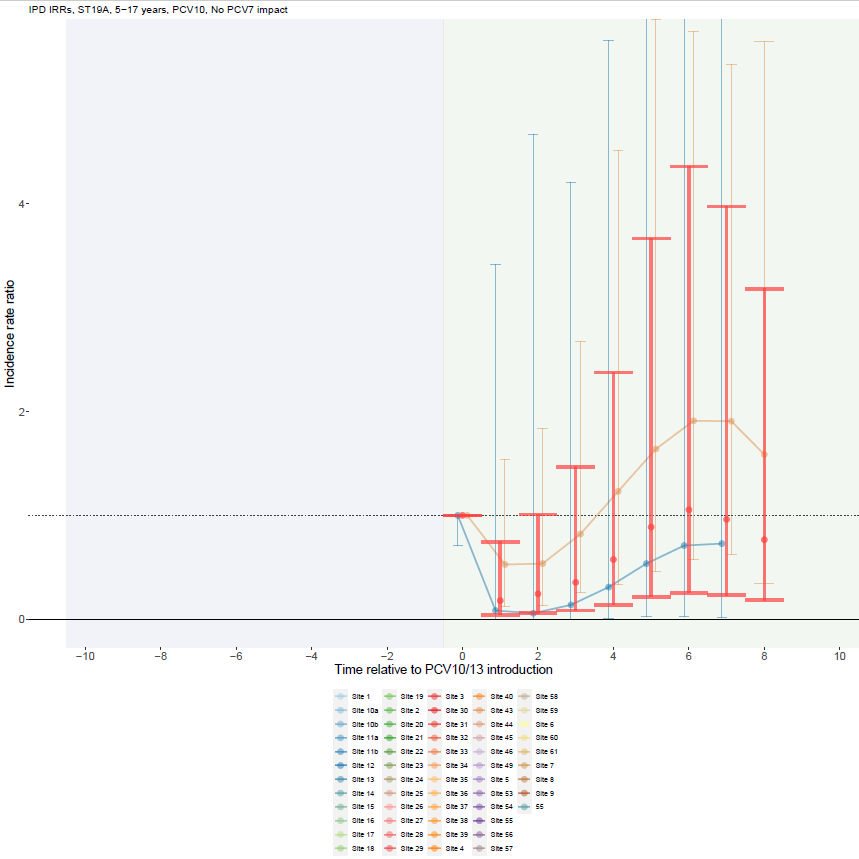 IPD IRRs, ST19A, 5−17 years, PCV10, No PCV7 impact
Incidence rate ratio
4
2
0
−10 −8 −6 −4 −2 0 2 4 6 8 10
Time relative to PCV10/13 introduction
Site 1 Site 19 Site 3 Site 40 Site 58
Site 10a Site 2 Site 30 Site 43 Site 59
Site 10b Site 20 Site 31 Site 44 Site 6
Site 11a Site 21 Site 32 Site 45 Site 60
Site 11b Site 22 Site 33 Site 46 Site 61
Site 12 Site 23 Site 34 Site 49 Site 7
Site 13 Site 24 Site 35 Site 5 Site 8
Site 14 Site 25 Site 36 Site 53 Site 9
Site 15 Site 26 Site 37 Site 54 55
Site 16 Site 27 Site 38 Site 55
Site 17 Site 28 Site 39 Site 56
Site 18 Site 29 Site 4 Site 57